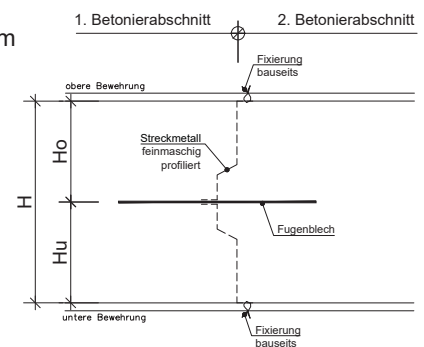 1. Betonierabschnitt 2. Betonierabschnitt
m
Fixierung
bauseits
obere Bewehrung
Streckmetall
feinmaschig
profiliert
Ho
H
Hu
Fugenblech
untere Bewehrung
Fixierung
bauseits